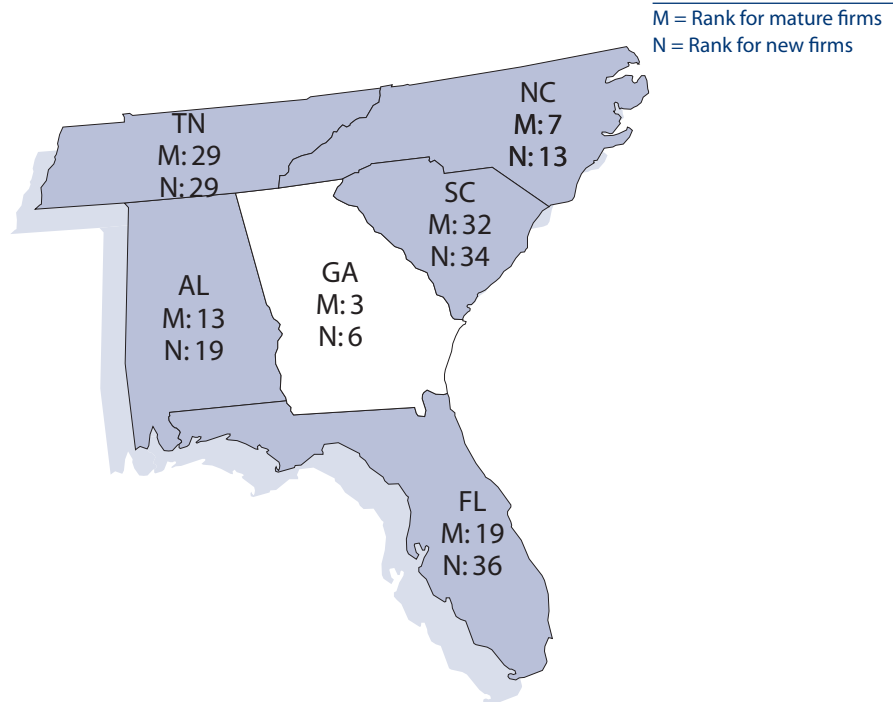 M = Rank for mature firms
N = Rank for new firms
NC
M: 7
N: 13
TN
M: 29
N: 29
SC
M: 32
N: 34
GA
M: 3
N: 6
AL
M: 13
N: 19
FL
M: 19
N: 36